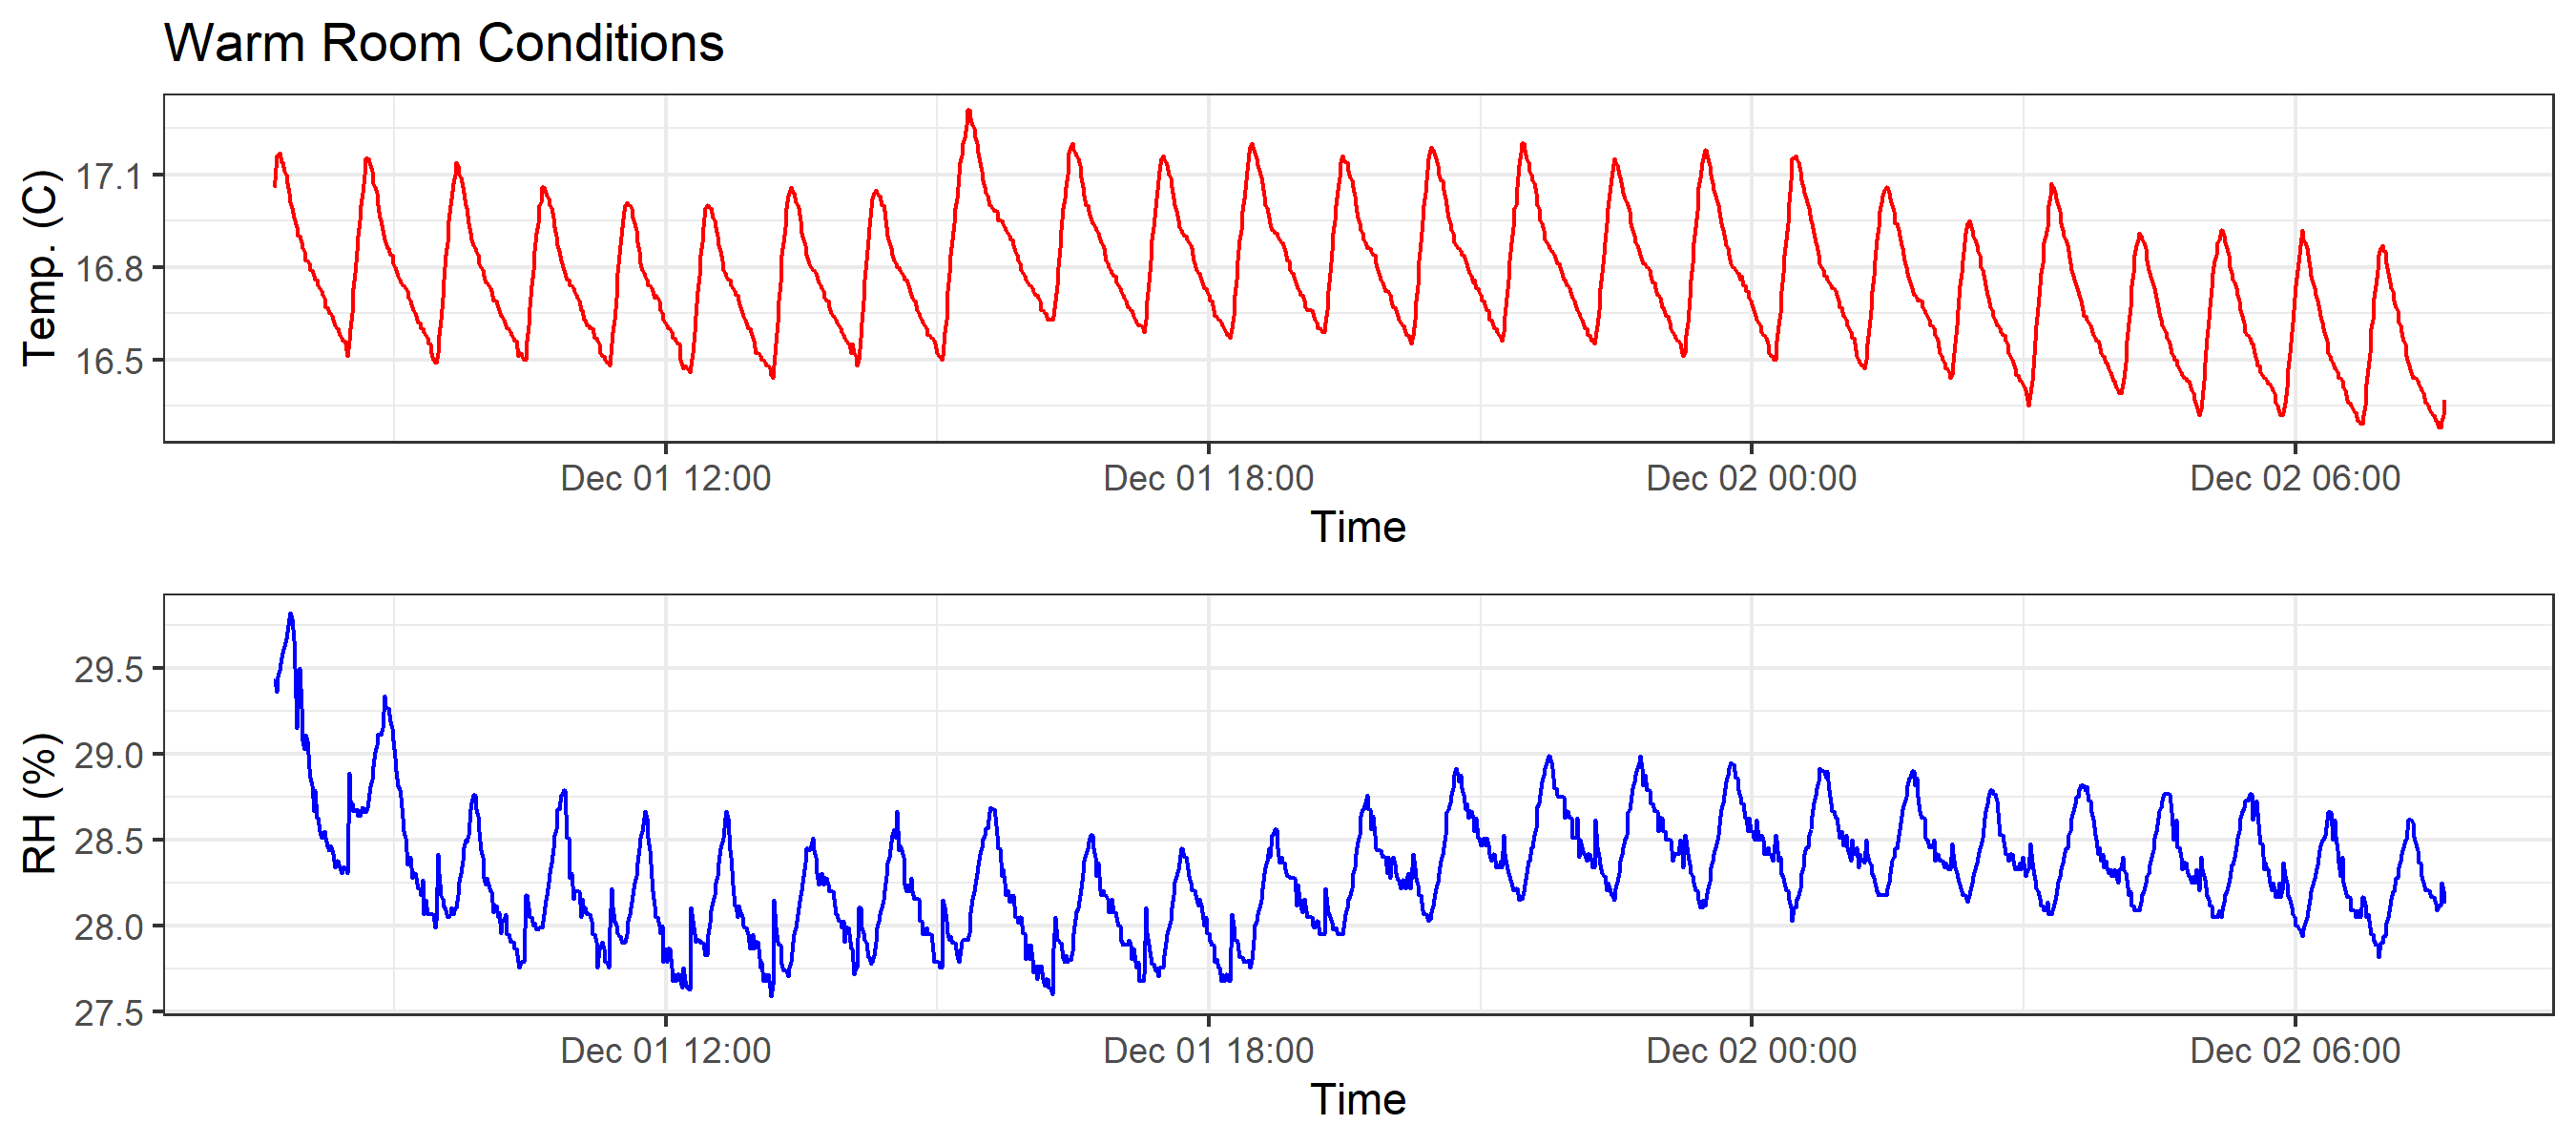 Warm Room Conditions
Temp. (C)
17.1
16.8
16.5
Dec 01 12:00 Dec 01 18:00 Dec 02 00:00 Dec 02 06:00
Time
RH (%)
29.5
29.0
28.5
28.0
27.5
Dec 01 12:00 Dec 01 18:00 Dec 02 00:00 Dec 02 06:00
Time